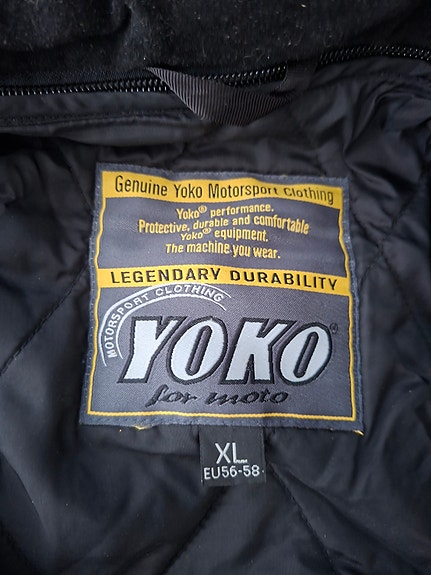 Genuine Yoko Motorsport Clothing
Yoko® performance.
Protective, durable and comfortable
Yoko® equipment.
The machine you wear.
LEGENDARY DURABILITY
MOTORSPORT CLOTHING
YOKO®
for moto
XL
EU56-58